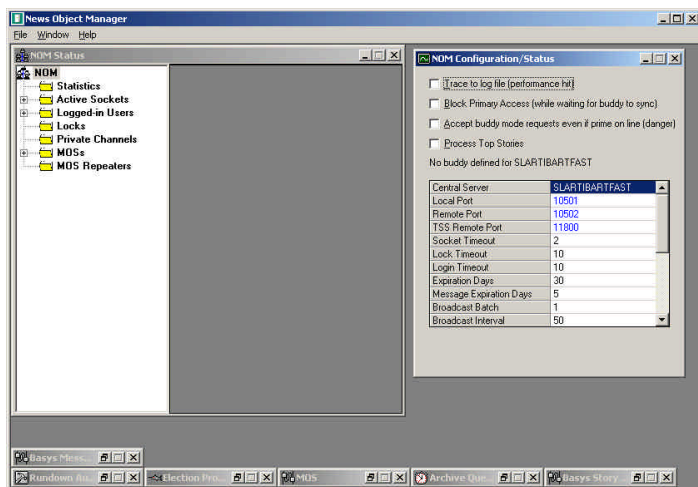 News Object Manager
File Window Help
NOM Status
NOM
Statistics
Active Sockets
Logged-in Users
Locks
Private Channels
MOSs
MOS Repeaters
NOM Configuration/Status
Trace to log file (performance hit)
Block Primary Access (while waiting for buddy to sync)
Accept buddy mode requests even if prime on line (danger)
Process Top Stories
No buddy defined for SLARTIBARTFAST
Central Server SLARTIBARTFAST
Local Port 10501
Remote Port 10502
TSS Remote Port 11800
Socket Timeout 2
Lock Timeout 10
Login Timeout 10
Expiration Days 30
Message Expiration Days 5
Broadcast Batch 1
Broadcast Interval 50
Basys Mess...
Rundown Au...
Election Pro...
MOS
Archive Que...
Basys Story...